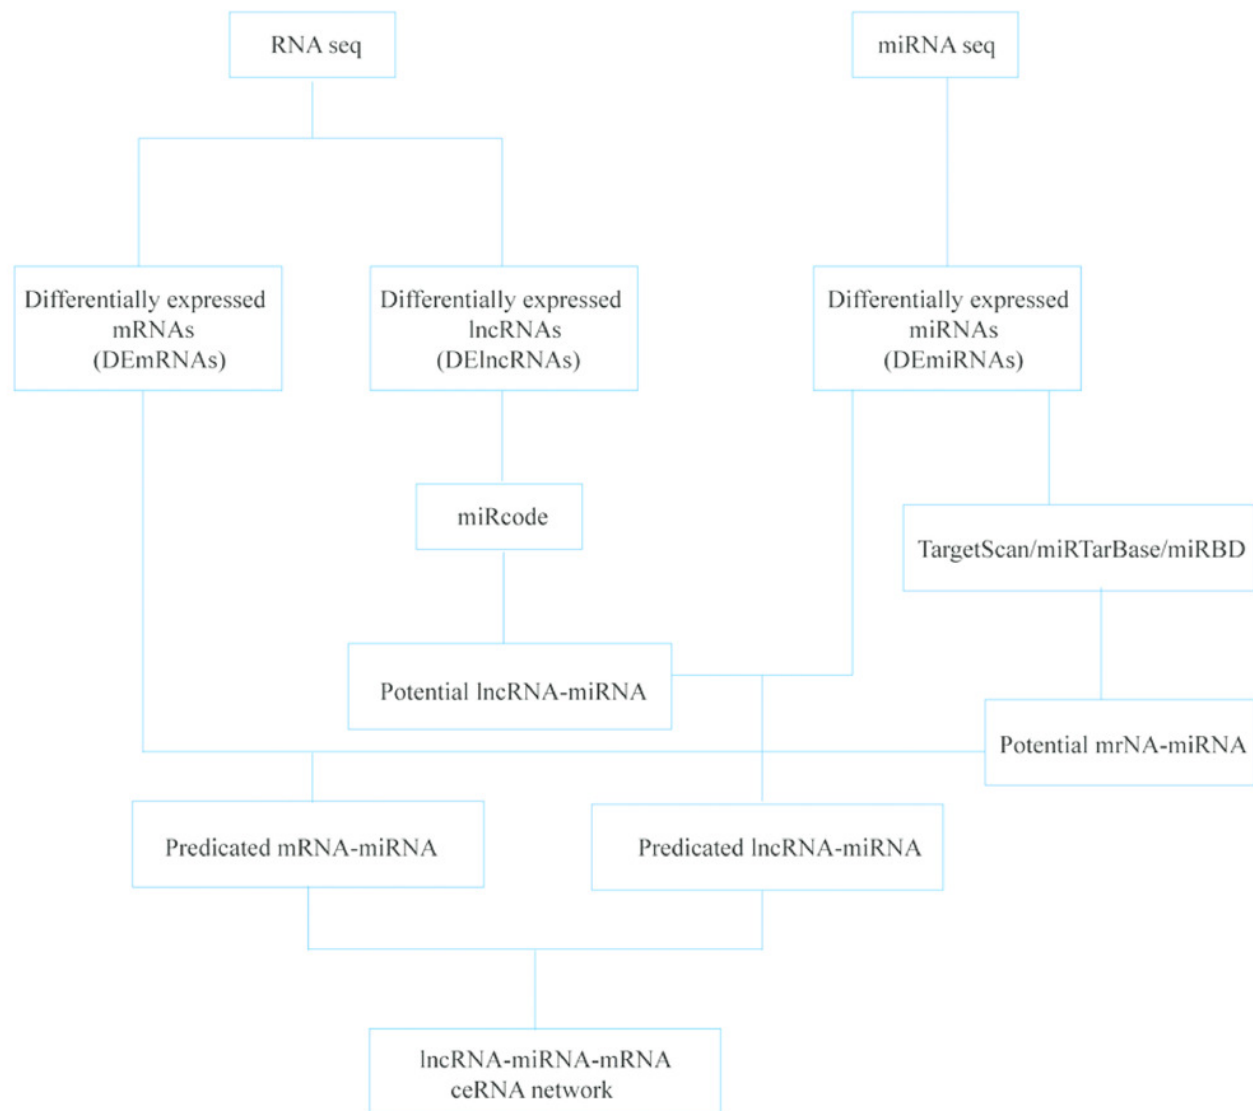 RNA seq
miRNA seq
Differentially expressed
mRNAs
(DEmRNAs)
Differentially expressed
lncRNAs
(DElncRNAs)
Differentially expressed
miRNAs
(DEmiRNAs)
miRcode
TargetScan/miRTarBase/miRBD
Potential lncRNA-miRNA
Potential mrNA-miRNA
Predicated mRNA-miRNA
Predicated lncRNA-miRNA
lncRNA-miRNA-mRNA
ceRNA network